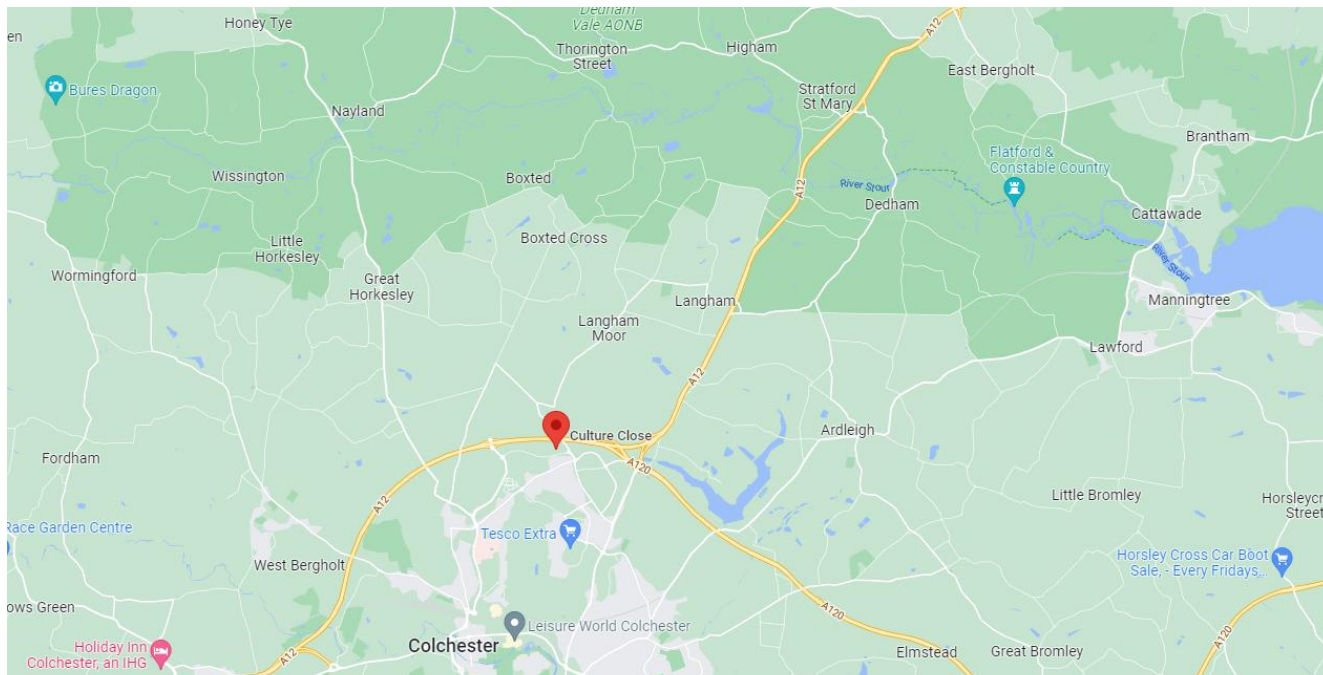 Dedham
Vale AONB
Honey Tye
en
Thorington
Street
Higham
A12
East Bergholt
Bures Dragon
Stratford
St Mary
Nayland
Brantham
Flatford &
Constable Country
Wissington
Boxted
A12
River Stour
Dedham
Cattawade
Little
Horkesley
Boxted Cross
Wormingford
Great
Horkesley
Langham
River Stour
Manningtree
Langham
Moor
Lawford
A12
Culture Close
Ardleigh
Fordham
A120
A12
Little Bromley
Horsleycr
Street
Race Garden Centre
Tesco Extra
West Bergholt
Horsley Cross Car Boot
Sale, - Every Fridays...
ows Green
A120
Leisure World Colchester
A120
Holiday Inn
Colchester, an IHG
A12
Colchester
Elmstead
Great Bromley